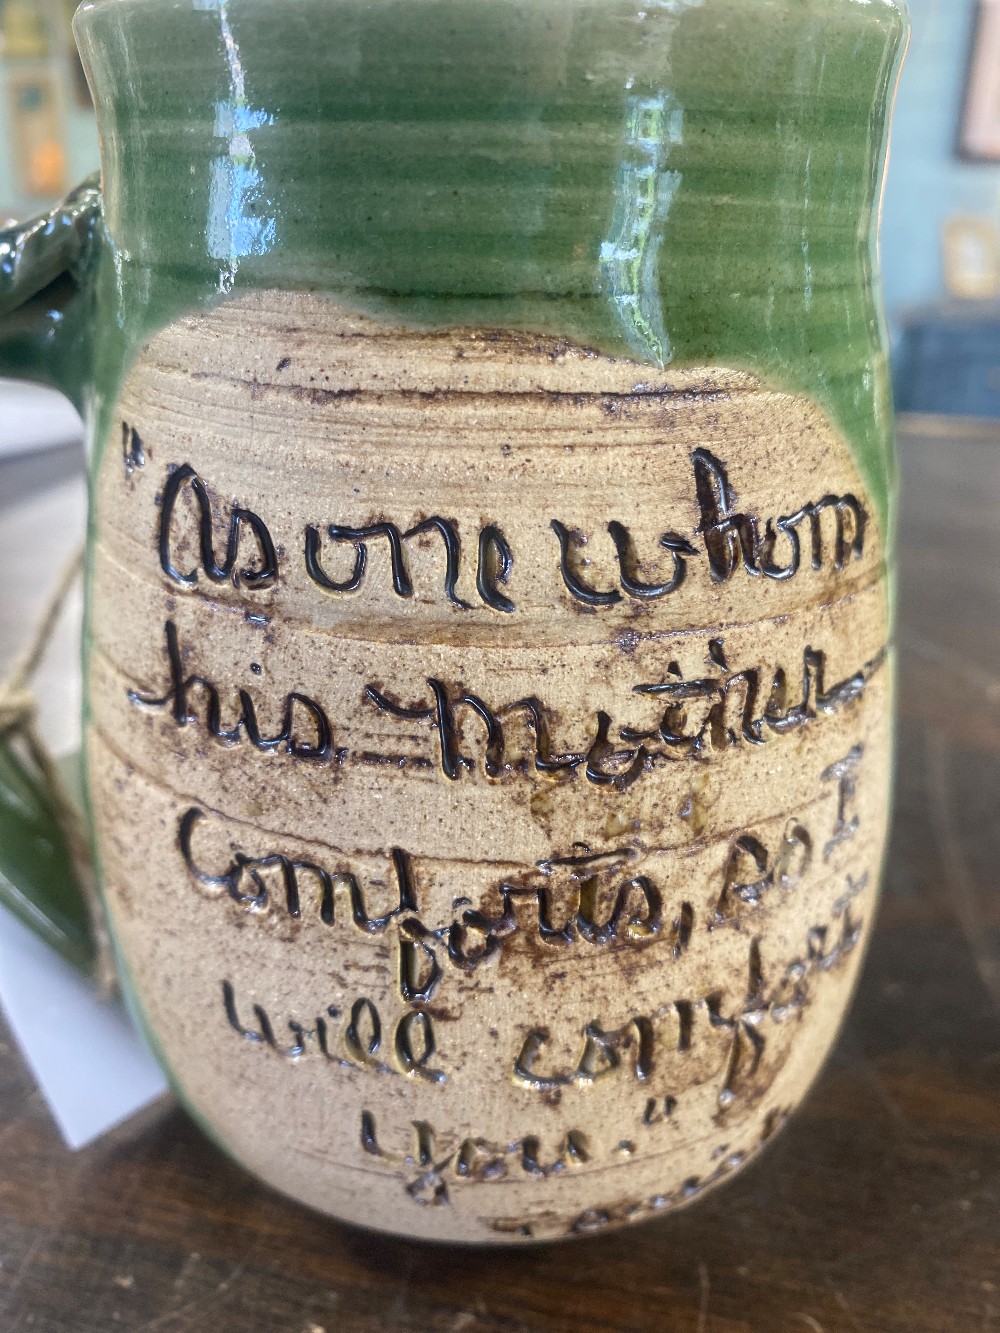 "As one whom
his Mother
comforts, so I
will comfort
you."